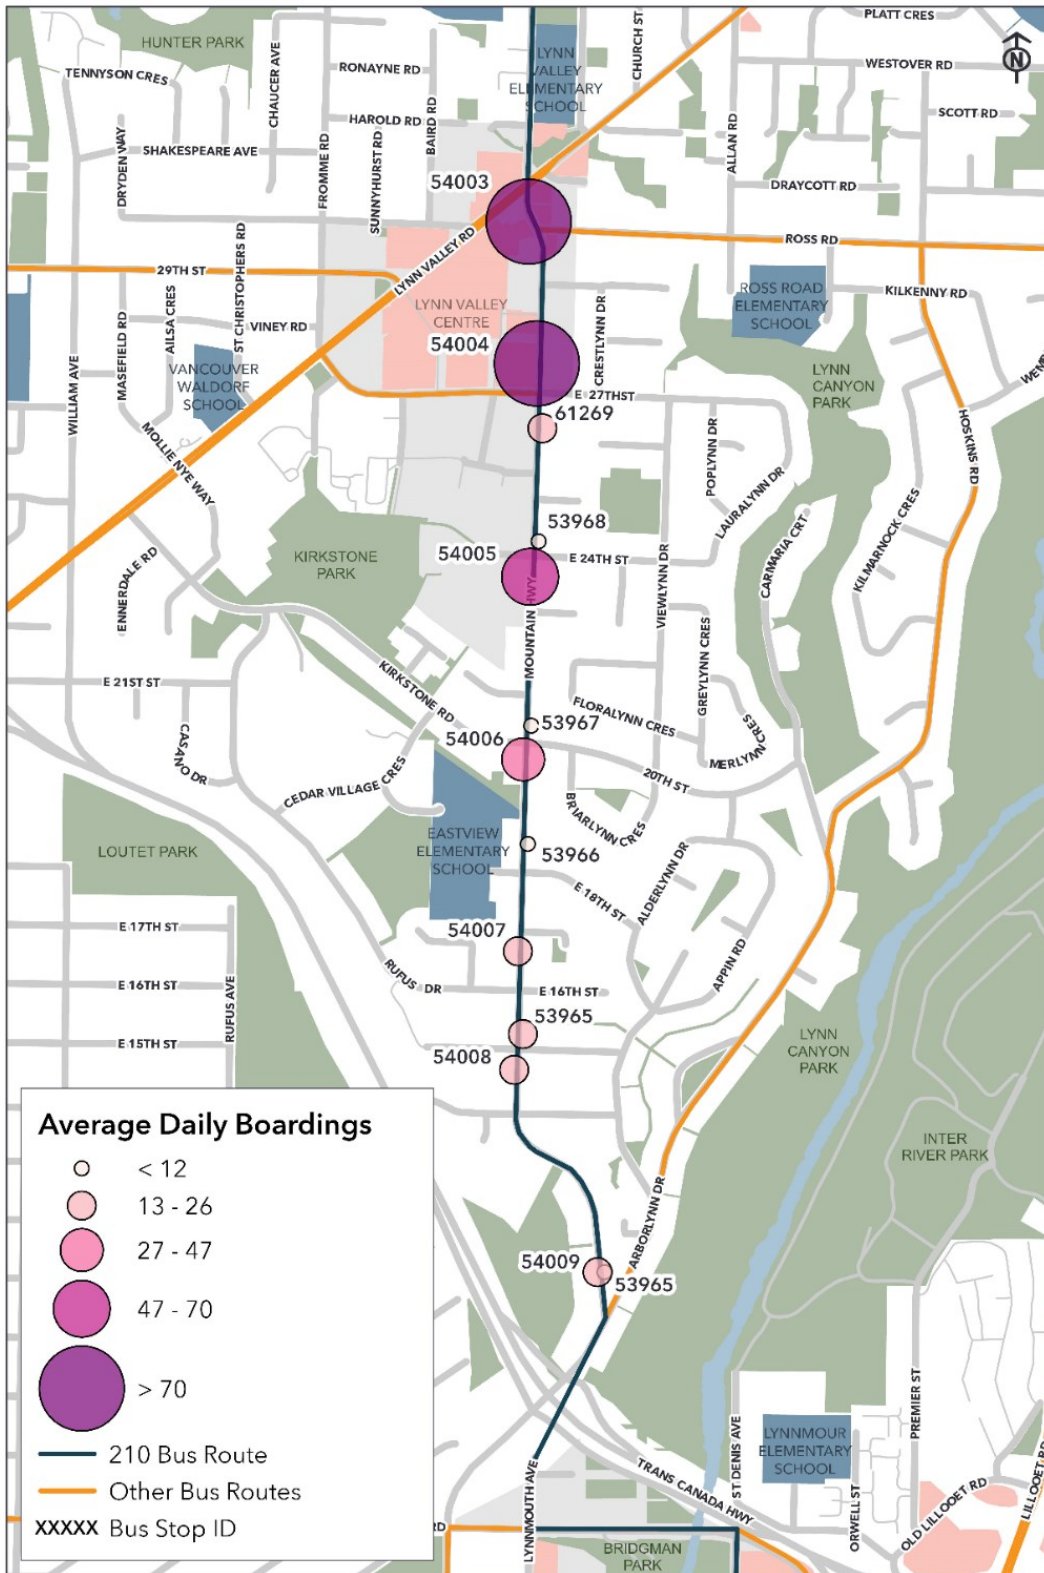 HUNTER PARK
TENNYSON CRES
CHAUCER AVE
RONAYNE RD
HAROLD RD
BAIRD RD
SUNNYHURST RD
FROMME RD
SHAKESPEARE AVE
DRYDEN WAY
LYNN
VALLEY
ELEMENTARY
SCHOOL
CHURCH ST
PLATT CRES
N
WESTOVER RD
SCOTT RD
ALLAN RD
DRAYCOTT RD
54003
LYNN VALLEY RD
ROSS RD
29TH ST
ST CHRISTOPHERS RD
AILSA CRES
MASEFIELD RD
VINEY RD
LYNN VALLEY
CENTRE
54004
CRESTLYNN DR
ROSS ROAD
ELEMENTARY
SCHOOL
KILKENNY RD
WILLIAM AVE
VANCOUVER
WALDORF
SCHOOL
E 27TH ST
61269
LYNN
CANYON
PARK
HOSKINS RD
MOLLIE NYE WAY
POPLYNN DR
LAURALYNN DR
53968
54005
E 24TH ST
KIRKSTONE
PARK
ENNERDALE RD
MOUNTAIN HWY
VIEWLYNN DR
CARMARIA CRT
KILMARNOCK CRES
GREYLYNN CRES
E 21ST ST
KIRKSTONE RD
FLORALYNN CRES
CASANO DR
53967
54006
MERLYNN CRES
20TH ST
CEDAR VILLAGE CRES
BRIARLYNN CRES
LOUTET PARK
EASTVIEW
ELEMENTARY
SCHOOL
53966
ALDERLYNN DR
E 18TH ST
E 17TH ST
54007
APPIN RD
RUFUS DR
E 16TH ST
E 16TH ST
RUFUS AVE
53965
E 15TH ST
54008
LYNN
CANYON
PARK
INTER
RIVER PARK
ARBORLYNN DR
54009
53965
Average Daily Boardings
< 12
13 - 26
27 - 47
47 - 70
> 70
210 Bus Route
Other Bus Routes
XXXXX Bus Stop ID
PREMIER ST
LYNNMOUR
ELEMENTARY
SCHOOL
ST DENIS AVE
TRANS CANADA HWY
LYNNMOUTH AVE
ORWELL ST
OLD LILLOOET RD
LILLOOET RD
RD
BRIDGMAN
PARK